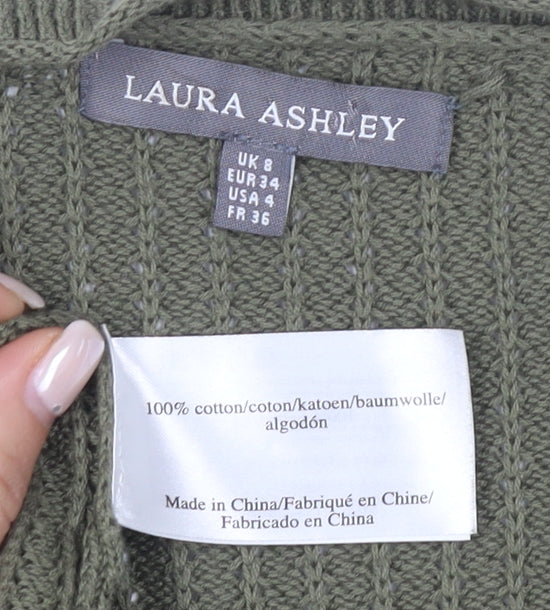 LAURA ASHLEY
UK 8
EUR 34
USA 4
FR 36
100% cotton/coton/katoen/baumwolle/
algodón
Made in China/Fabriqué en Chine/
Fabricado en China